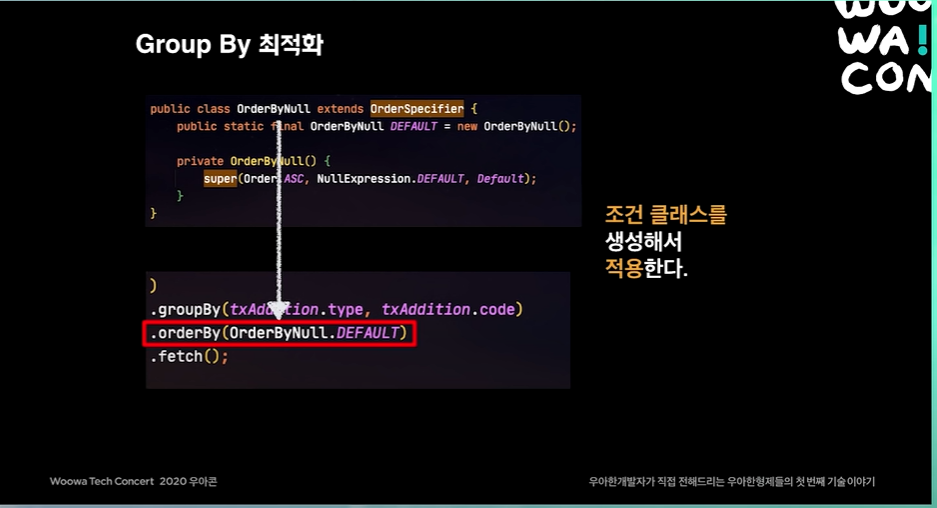 WOO
WA!
CON
Group By 최적화
public class OrderByNull extends OrderSpecifier {
public static final OrderByNull DEFAULT = new OrderByNull();
private OrderByNull() {
super(Order.ASC, NullExpression.DEFAULT, Default);
}
}
조건 클래스를
생성해서
적용한다.
)
.groupBy(txAddition.type, txAddition.code)
.orderBy(OrderByNull.DEFAULT)
.fetch();
Woowa Tech Concert 2020 우아콘
우아한개발자가 직접 전해드리는 우아한형제들의 첫 번째 기술 이야기